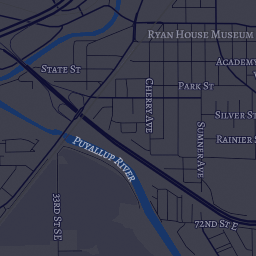 Ryan House Museum
Academy
State St
Park St
Cherry Ave
Silver St
Sumner Ave
Rainier S
Puyallup River
33rd St SE
72nd St E